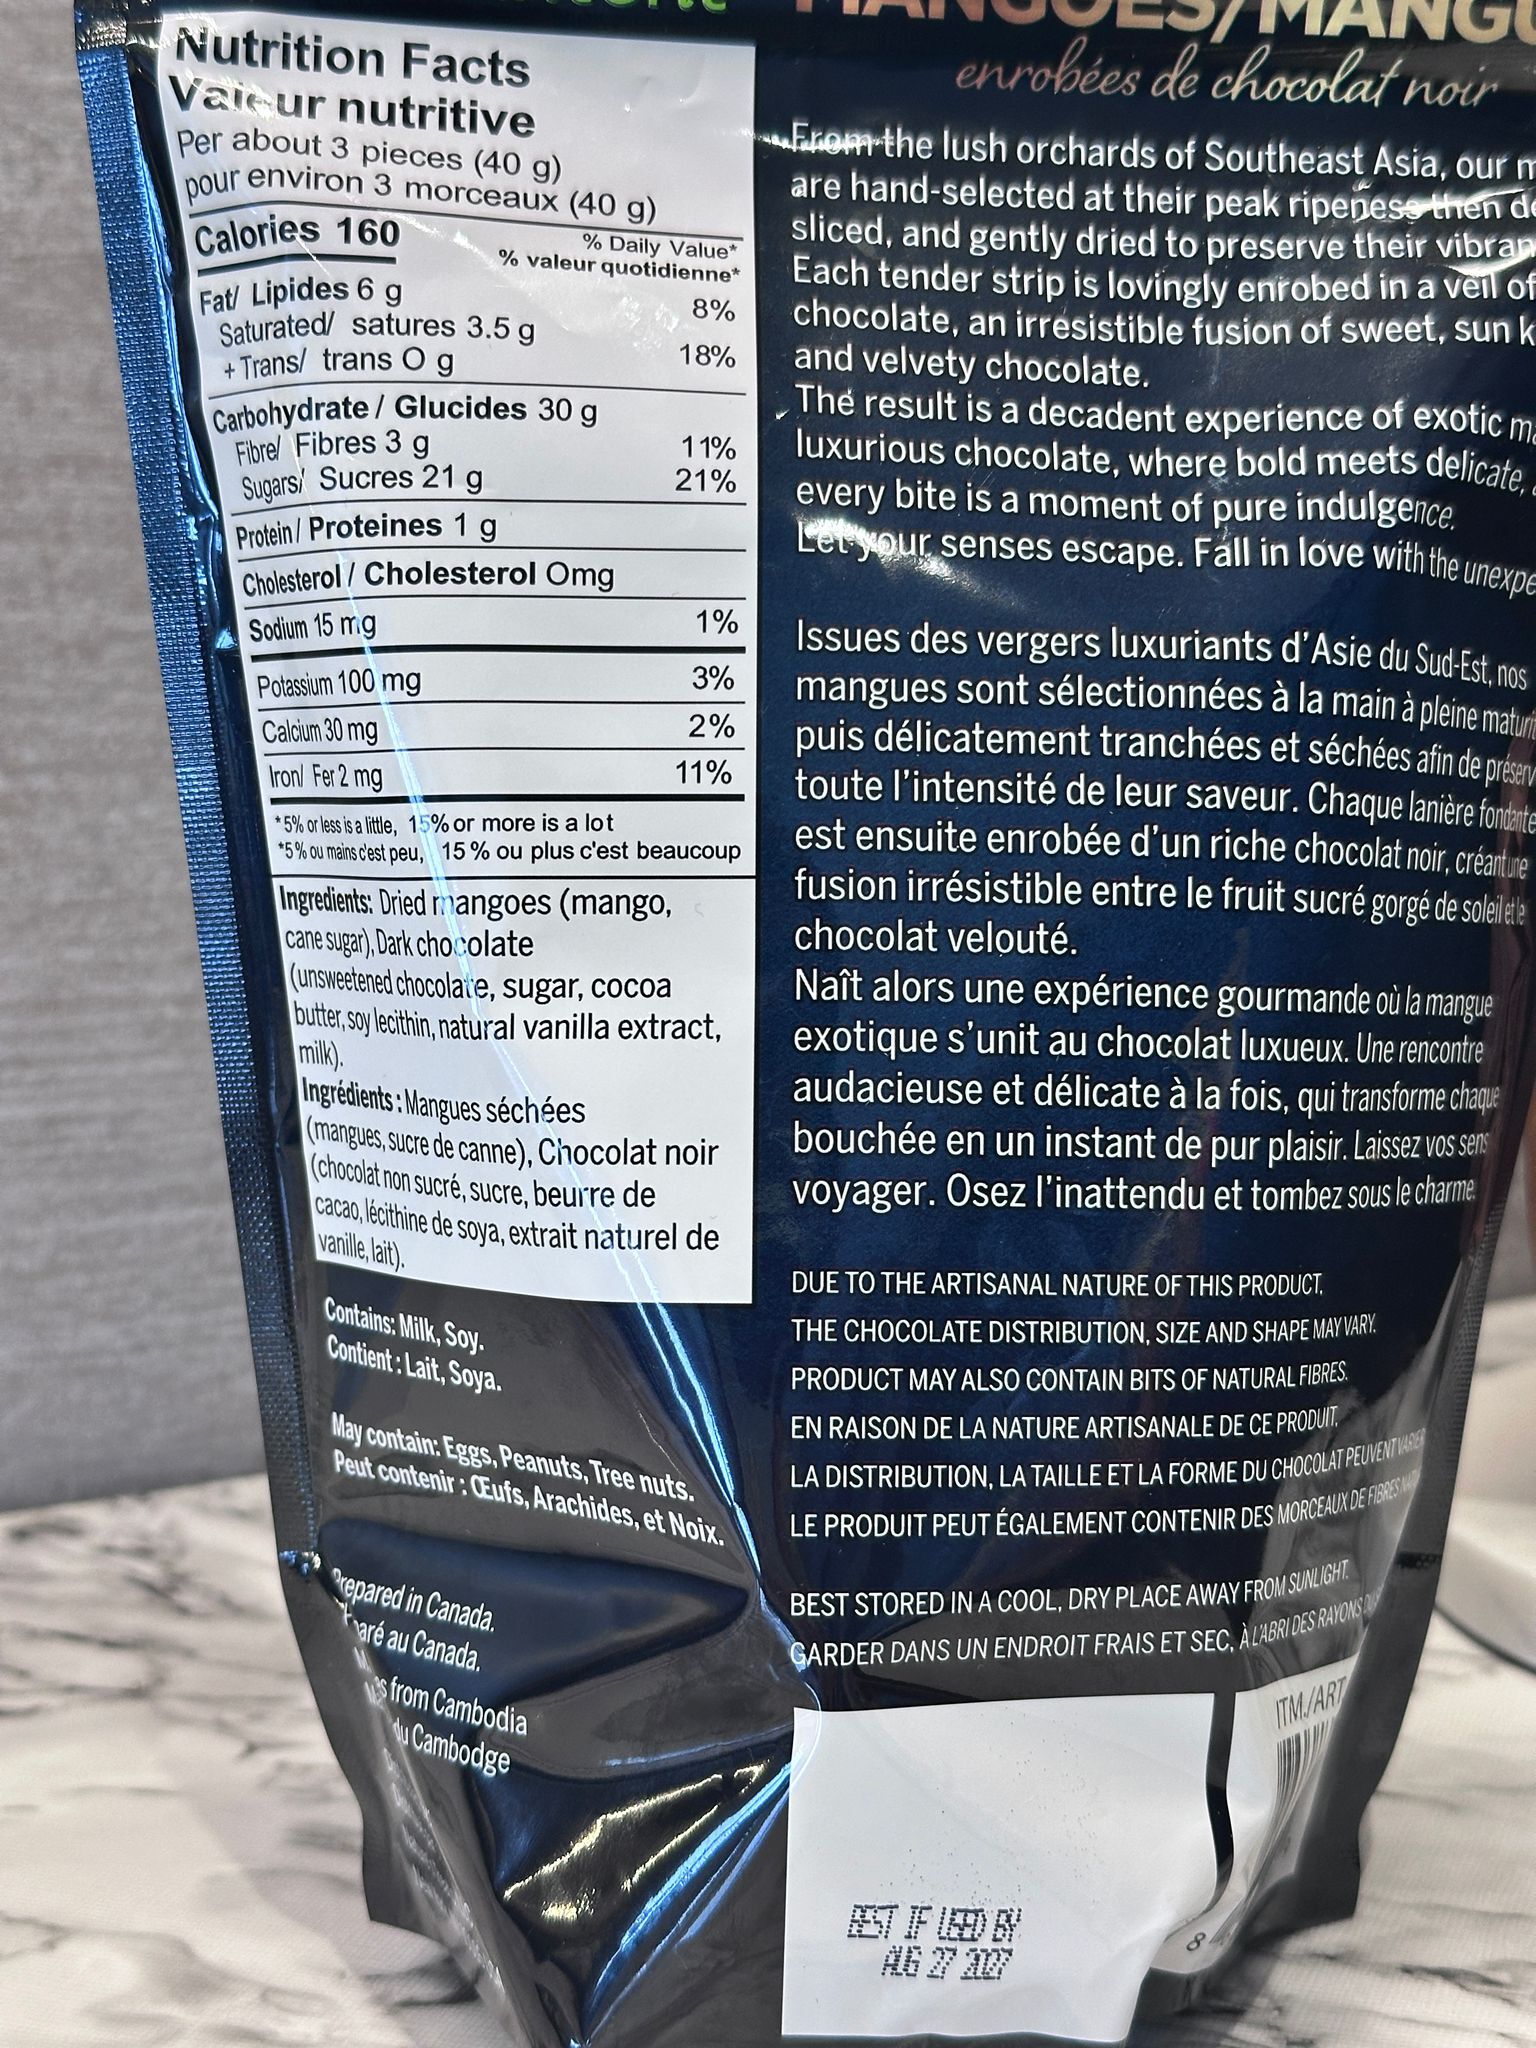 MANGOES/MANGU
enrobées de chocolat noir
Nutrition Facts
Valeur nutritive
Per about 3 pieces (40 g)
pour environ 3 morceaux (40 g)
Calories 160
% Daily Value*
% valeur quotidienne*
Fat/ Lipides 6 g 8%
Saturated/ satures 3.5 g
+ Trans/ trans O g 18%
Carbohydrate / Glucides 30 g
Fibre/ Fibres 3 g 11%
Sugars/ Sucres 21 g 21%
Protein / Proteines 1 g
Cholesterol / Cholesterol Omg
Sodium 15 mg 1%
Potassium 100 mg 3%
Calcium 30 mg 2%
Iron/ Fer 2 mg 11%
*5% or less is a little, 15% or more is a lot
*5% ou mains c'est peu, 15 % ou plus c'est beaucoup
Ingredients: Dried mangoes (mango,
cane sugar), Dark chocolate
(unsweetened chocolate, sugar, cocoa
butter, soy lecithin, natural vanilla extract,
milk).
Ingrédients : Mangues séchées
(mangues, sucre de canne), Chocolat noir
(chocolat non sucré, sucre, beurre de
cacao, lécithine de soya, extrait naturel de
vanille, lait).
Contains: Milk, Soy.
Contient : Lait, Soya.
May contain: Eggs, Peanuts, Tree nuts.
Peut contenir : Œufs, Arachides, et Noix.
Prepared in Canada.
au Canada.
from Cambodia
du Cambodge
From the lush orchards of Southeast Asia, our
are hand-selected at their peak ripeness then
sliced, and gently dried to preserve their
Each tender strip is lovingly enrobed in a veil of
chocolate, an irresistible fusion of sweet, sun
and velvety chocolate.
The result is a decadent experience of exotic
luxurious chocolate, where bold meets delicate,
every bite is a moment of pure indulgence.
Let your senses escape. Fall in love with the
Issues des vergers luxuriants d'Asie du Sud-Est, nos
mangues sont sélectionnées à la main à pleine
puis délicatement tranchées et séchées afin de
toute l'intensité de leur saveur. Chaque lanière fondante
est ensuite enrobée d'un riche chocolat noir, créant une
fusion irrésistible entre le fruit sucré gorgé de soleil et le
chocolat velouté.
Naît alors une expérience gourmande où la mangue
exotique s'unit au chocolat luxueux. Une rencontre
audacieuse et délicate à la fois, qui transforme chaque
bouchée en un instant de pur plaisir. Laissez vos sens
voyager. Osez l'inattendu et tombez sous le charme.
DUE TO THE ARTISANAL NATURE OF THIS PRODUCT,
THE CHOCOLATE DISTRIBUTION, SIZE AND SHAPE MAY VARY.
PRODUCT MAY ALSO CONTAIN BITS OF NATURAL FIBRES.
EN RAISON DE LA NATURE ARTISANALE DE CE PRODUIT,
LA DISTRIBUTION, LA TAILLE ET LA FORME DU CHOCOLAT PEUVENT VARIER
LE PRODUIT PEUT ÉGALEMENT CONTENIR DES MORCEAUX DE FIBRES
BEST STORED IN A COOL, DRY PLACE AWAY FROM SUNLIGHT.
GARDER DANS UN ENDROIT FRAIS ET SEC, À L'ABRI DES RAYONS
ITM./ART
BEST IF USED BY
AG 27 2027
8